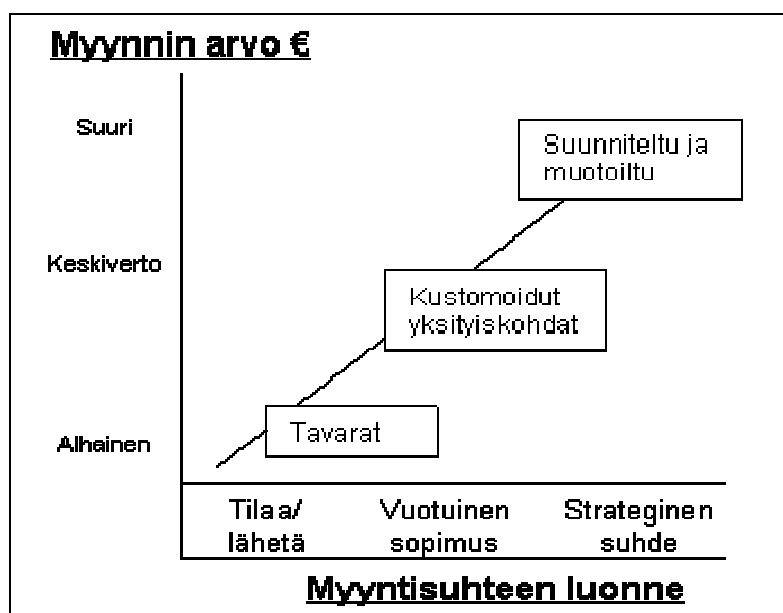 Myynnin arvo €
Suuri
Suunniteltu ja
muotoiltu
Keskiverto
Kustomoidut
yksityiskohdat
Alhainen
Tavarat
Tilaa/
lähetä
Vuotuinen
sopimus
Strateginen
suhde
Myyntisuhteen luonne